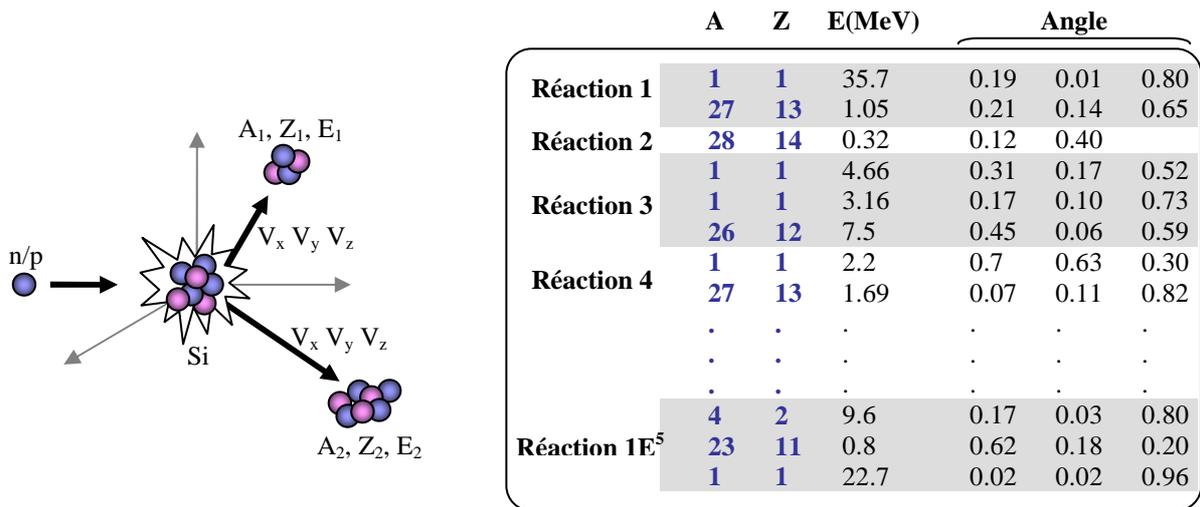 A₁, Z₁, E₁
Vₓ Vᵧ V_z
n/p
Si
Vₓ Vᵧ V_z
A₂, Z₂, E₂
A Z E(MeV) Angle
Réaction 1 1 1 35.7 0.19 0.01 0.80
27 13 1.05 0.21 0.14 0.65
Réaction 2 28 14 0.32 0.12 0.40
1 1 4.66 0.31 0.17 0.52
Réaction 3 1 1 3.16 0.17 0.10 0.73
26 12 7.5 0.45 0.06 0.59
Réaction 4 1 1 2.2 0.7 0.63 0.30
27 13 1.69 0.07 0.11 0.82
. . . . . .
. . . . . .
. . . . . .
4 2 9.6 0.17 0.03 0.80
Réaction 1E⁵ 23 11 0.8 0.62 0.18 0.20
1 1 22.7 0.02 0.02 0.96